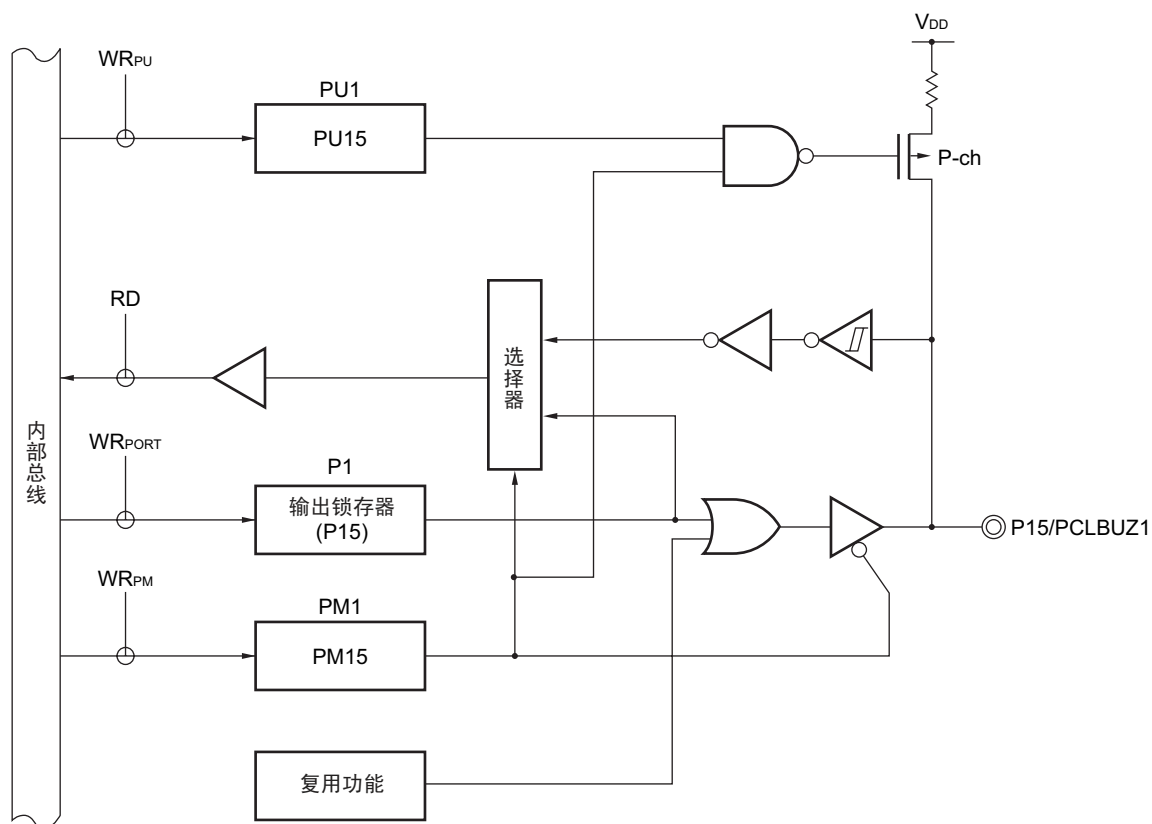 VDD
WRPU
PU1
PU15
P-ch
RD
选择器
内部总线
WRPORT
P1
输出锁存器
(P15)
P15/PCLBUZ1
WRPM
PM1
PM15
复用功能